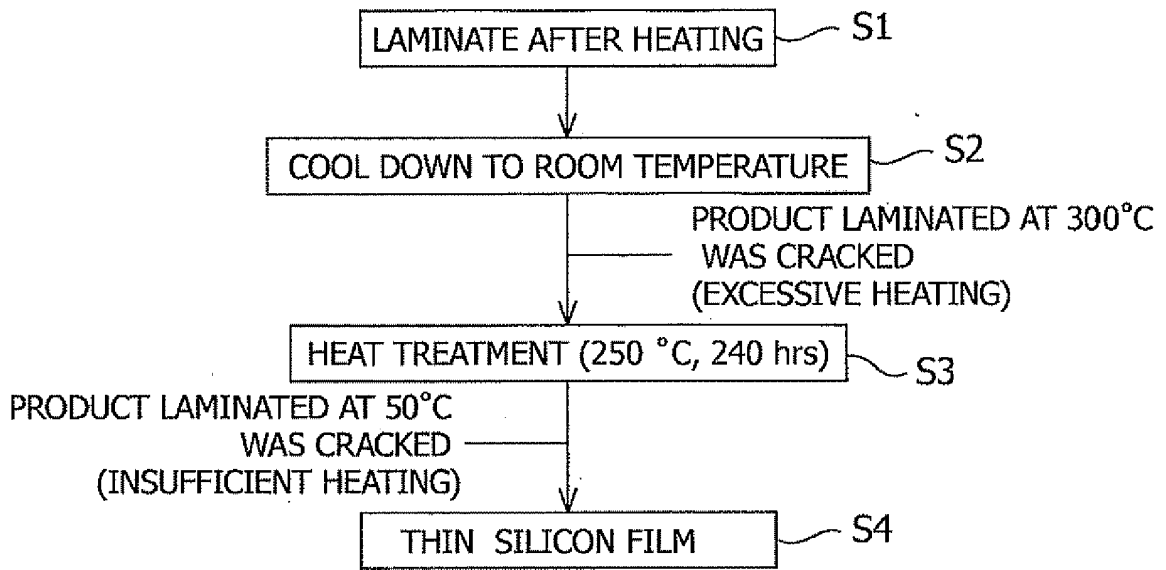 LAMINATE AFTER HEATING
S1
COOL DOWN TO ROOM TEMPERATURE
S2
PRODUCT LAMINATED AT 300°C
WAS CRACKED
(EXCESSIVE HEATING)
HEAT TREATMENT (250 °C, 240 hrs)
S3
PRODUCT LAMINATED AT 50°C
WAS CRACKED
(INSUFFICIENT HEATING)
THIN SILICON FILM
S4